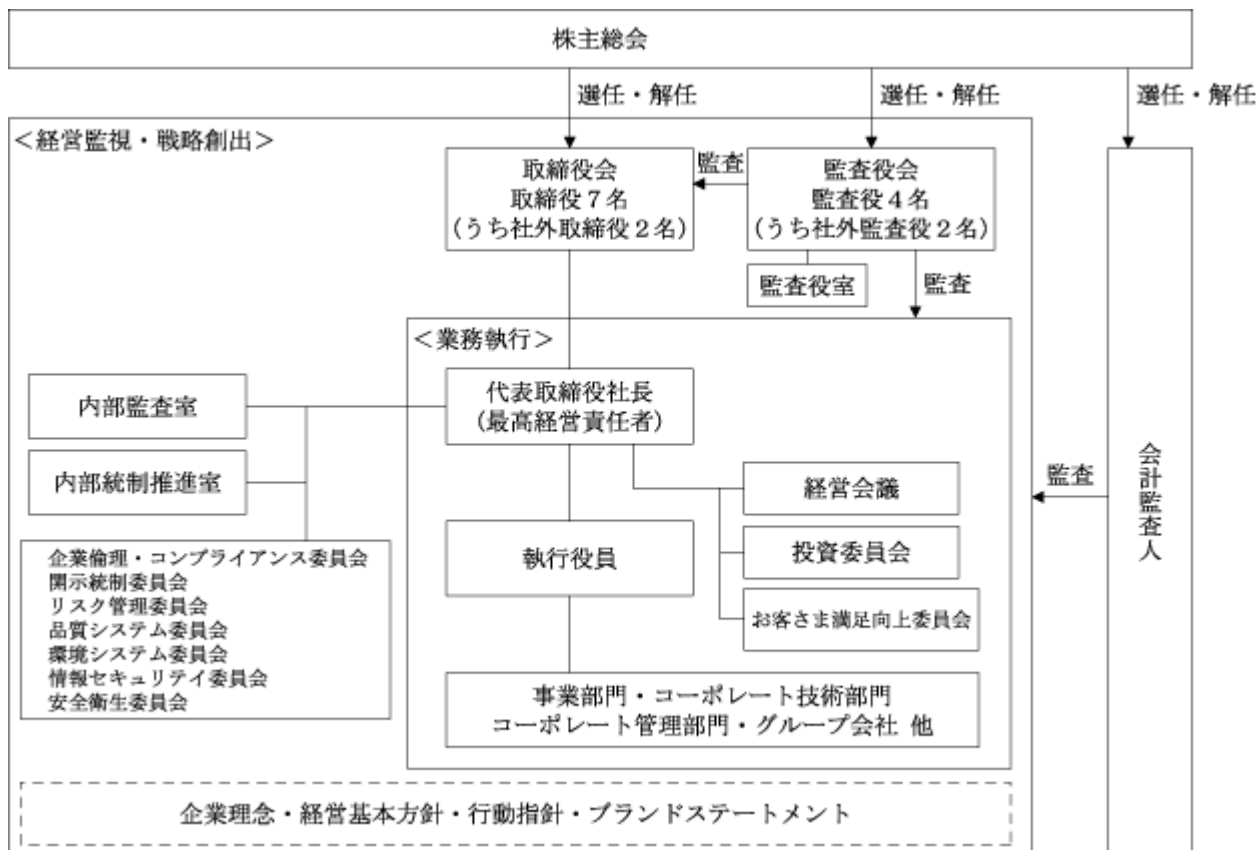 株主総会
選任・解任
選任・解任
選任・解任
＜経営監視・戦略創出＞
取締役会
取締役７名
(うち社外取締役２名)
監査
監査役会
監査役４名
(うち社外監査役２名)
監査役室
監査
＜業務執行＞
内部監査室
代表取締役社長
(最高経営責任者)
内部統制推進室
経営会議
監査
会計監査人
執行役員
投資委員会
企業倫理・コンプライアンス委員会
開示統制委員会
リスク管理委員会
品質システム委員会
環境システム委員会
情報セキュリテイ委員会
安全衛生委員会
お客さま満足向上委員会
事業部門・コーポレート技術部門
コーポレート管理部門・グループ会社 他
企業理念・経営基本方針・行動指針・ブランドステートメント